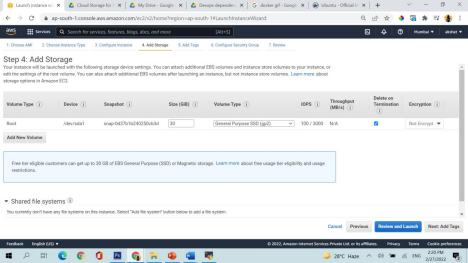 Launch instance w
Cloud Storage for
My Drive - Google
Devops dependen
docker gif - Google
Ubuntu - Official
ap-south-1.console.aws.amazon.com/ec2/v2/home?region=ap-south-1#LaunchInstanceWizard:
aws
Services
Search for services, features, blogs, docs, and more
[Alt+S]
Mumbai
akshat
1. Choose AMI 2. Choose Instance Type 3. Configure Instance 4. Add Storage 5. Add Tags 6. Configure Security Group 7. Review
Step 4: Add Storage
Your instance will be launched with the following storage device settings. You can attach additional EBS volumes and instance store volumes to your instance, or
edit the settings of the root volume. You can also attach additional EBS volumes after launching an instance, but not instance store volumes. Learn more about
storage options in Amazon EC2.
Volume Type Device Snapshot Size (GiB) Volume Type IOPS Throughput (MB/s) Delete on Termination Encryption
Root /dev/sda1 30 General Purpose SSD (gp2) 100 / 3000 N/A Not Encrypt
Add New Volume
Free tier eligible customers can get up to 30 GB of EBS General Purpose (SSD) or Magnetic storage. Learn more about free usage tier eligibility and usage
restrictions.
Shared file systems
You currently don't have any file systems on this instance. Select "Add file system" button below to add a file system.
Cancel Previous Review and Launch Next: Add Tags
Feedback English (US) © 2022, Amazon Internet Services Private Ltd. or its affiliates. Privacy Terms Cookie preferences
28°C Haze ENG 2:20 PM
2/27/2022